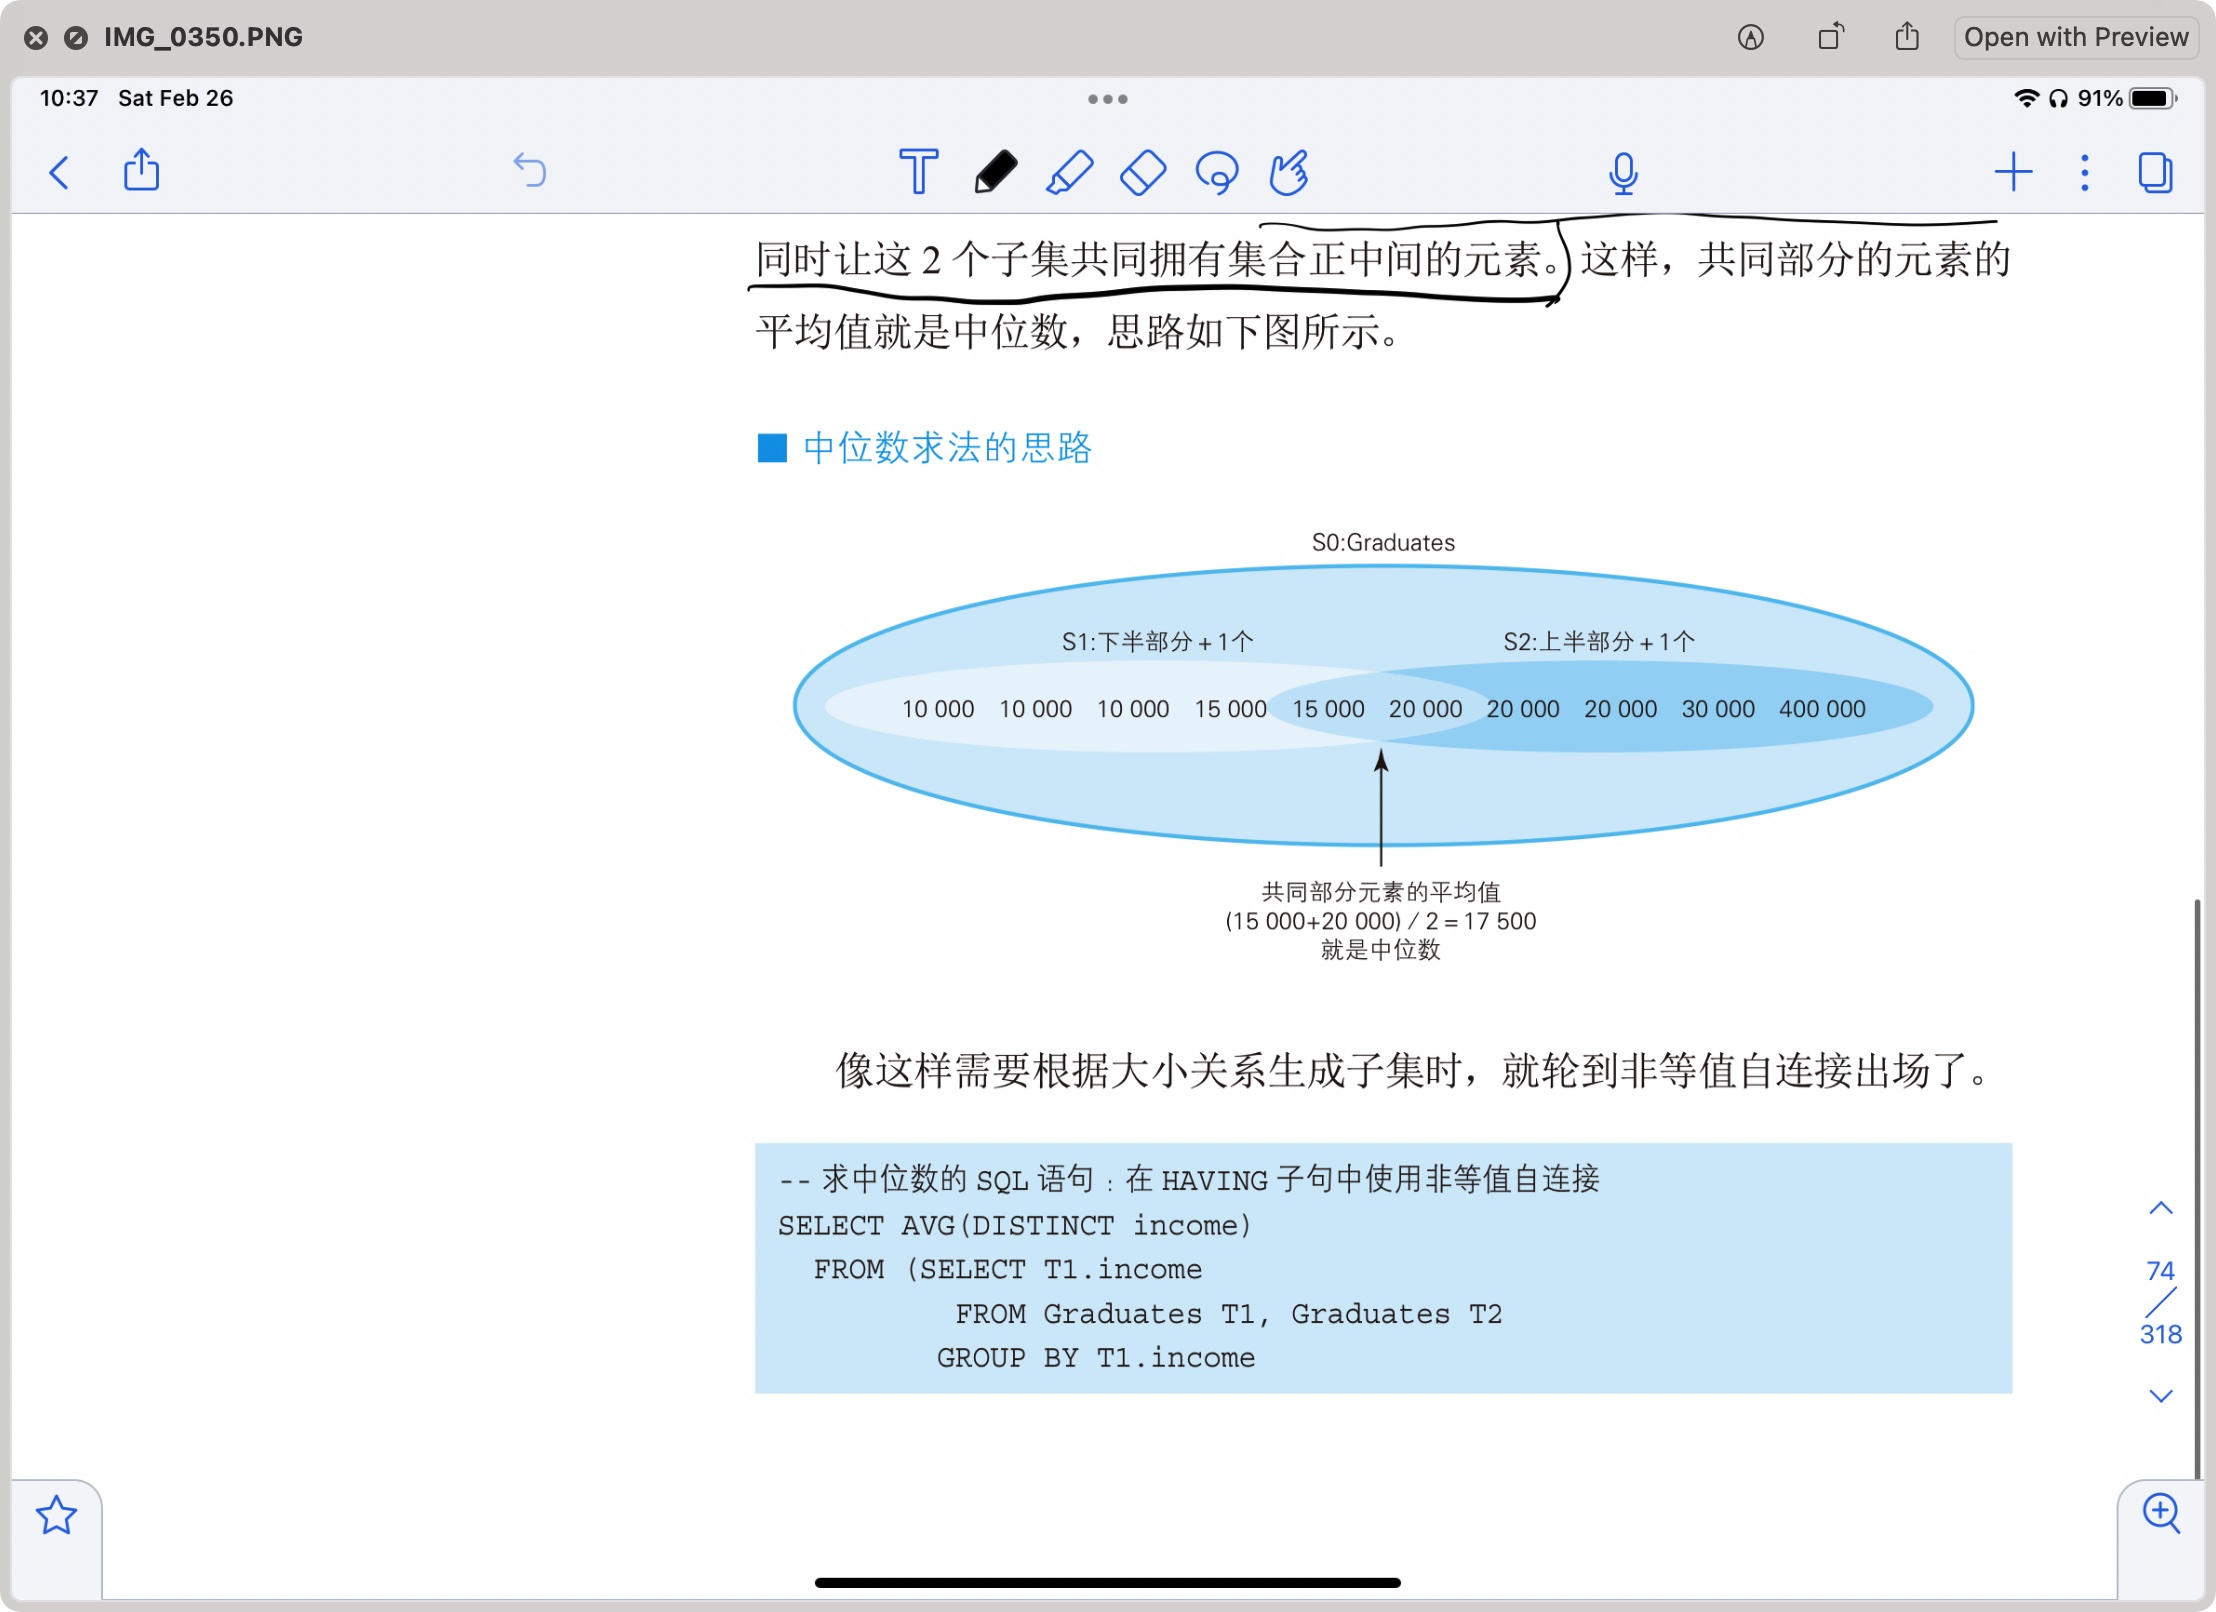 IMG_0350.PNG
Open with Preview
10:37 Sat Feb 26
91%
同时让这 2 个子集共同拥有集合正中间的元素。这样，共同部分的元素的
平均值就是中位数，思路如下图所示。
中位数求法的思路
S0:Graduates
S1:下半部分+1个
S2:上半部分+1个
10 000 10 000 10 000 15 000 15 000 20 000 20 000 20 000 30 000 400 000
共同部分元素的平均值
(15 000+20 000) / 2 = 17 500
就是中位数
像这样需要根据大小关系生成子集时，就轮到非等值自连接出场了。
-- 求中位数的 SQL 语句：在 HAVING 子句中使用非等值自连接
SELECT AVG(DISTINCT income)
FROM (SELECT T1.income
FROM Graduates T1, Graduates T2
GROUP BY T1.income
74
/
318